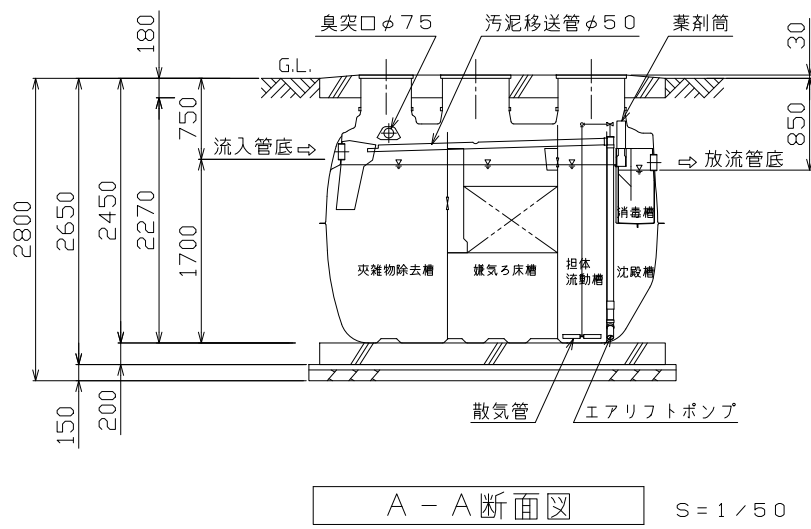 臭突口φ75
汚泥移送管φ50
薬剤筒
30
180
G.L.
750
850
流入管底⇨
⇨放流管底
2800
2650
2450
2270
1700
消毒槽
夾雑物除去槽
嫌気ろ床槽
担体
流動槽
沈殿槽
150
200
散気管
エアリフトポンプ
A-A断面図
S=1/50